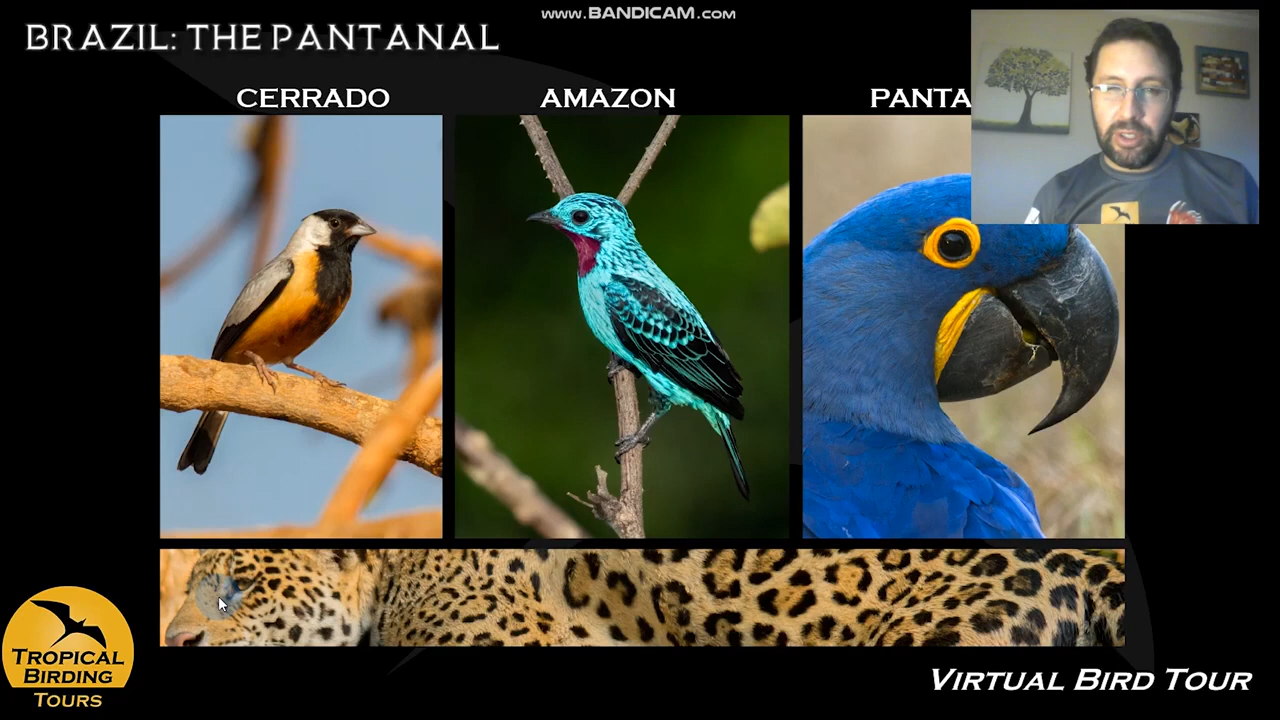 www.BANDICAM.com
BRAZIL: THE PANTANAL
CERRADO
AMAZON
PANTA
TROPICAL
BIRDING
TOURS
VIRTUAL BIRD TOUR